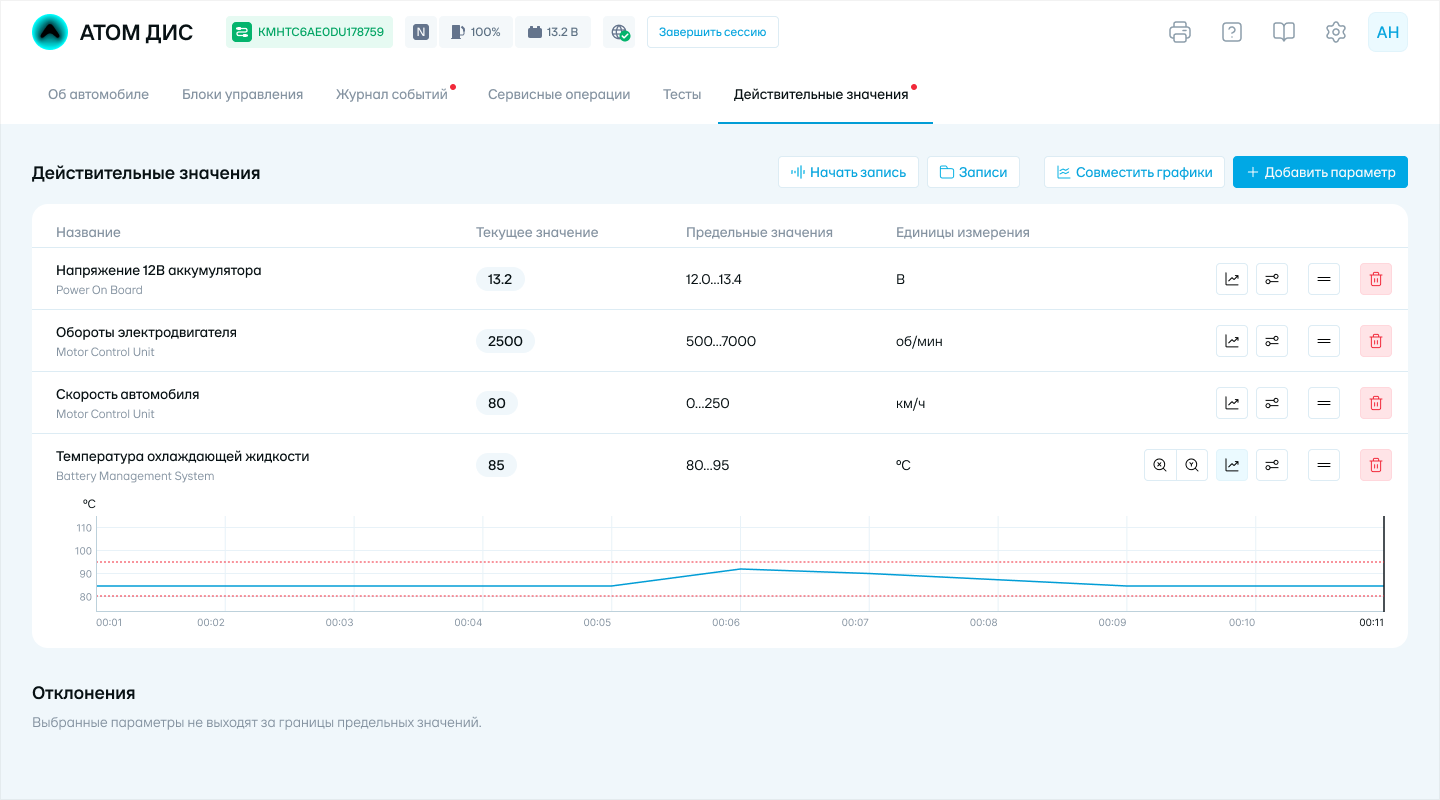 АТОМ ДИС
KMHTC6AE0DU178759
N
100%
13.2 В
Завершить сессию
?
АН
Об автомобиле
Блоки управления
Журнал событий
Сервисные операции
Тесты
Действительные значения
Действительные значения
Начать запись
Записи
Совместить графики
+ Добавить параметр
Название
Текущее значение
Предельные значения
Единицы измерения
Напряжение 12В аккумулятора
Power On Board
13.2
12.0...13.4
В
Обороты электродвигателя
Motor Control Unit
2500
500...7000
об/мин
Скорость автомобиля
Motor Control Unit
80
0...250
км/ч
Температура охлаждающей жидкости
Battery Management System
85
80...95
°C
X
Y
°C
110
100
90
80
00:01
00:02
00:03
00:04
00:05
00:06
00:07
00:08
00:09
00:10
00:11
Отклонения
Выбранные параметры не выходят за границы предельных значений.